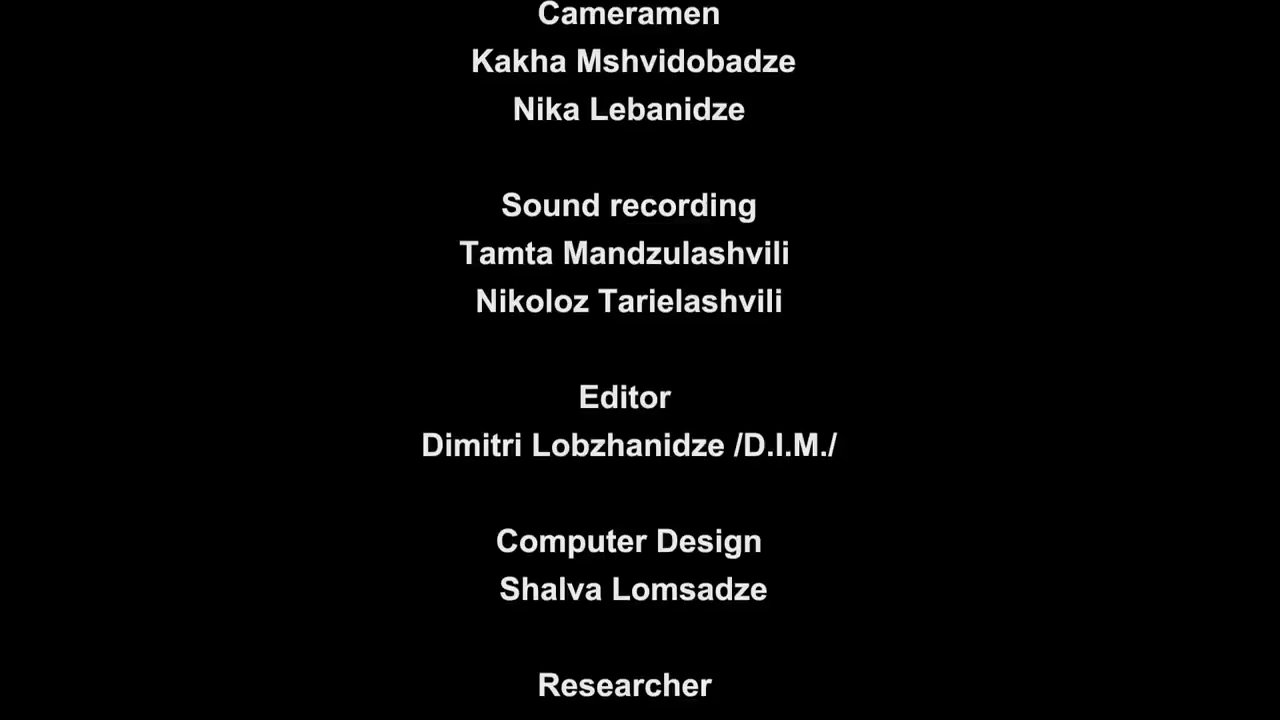 Cameramen
Kakha Mshvidobadze
Nika Lebanidze
Sound recording
Tamta Mandzulashvili
Nikoloz Tarielashvili
Editor
Dimitri Lobzhanidze /D.I.M./
Computer Design
Shalva Lomsadze
Researcher